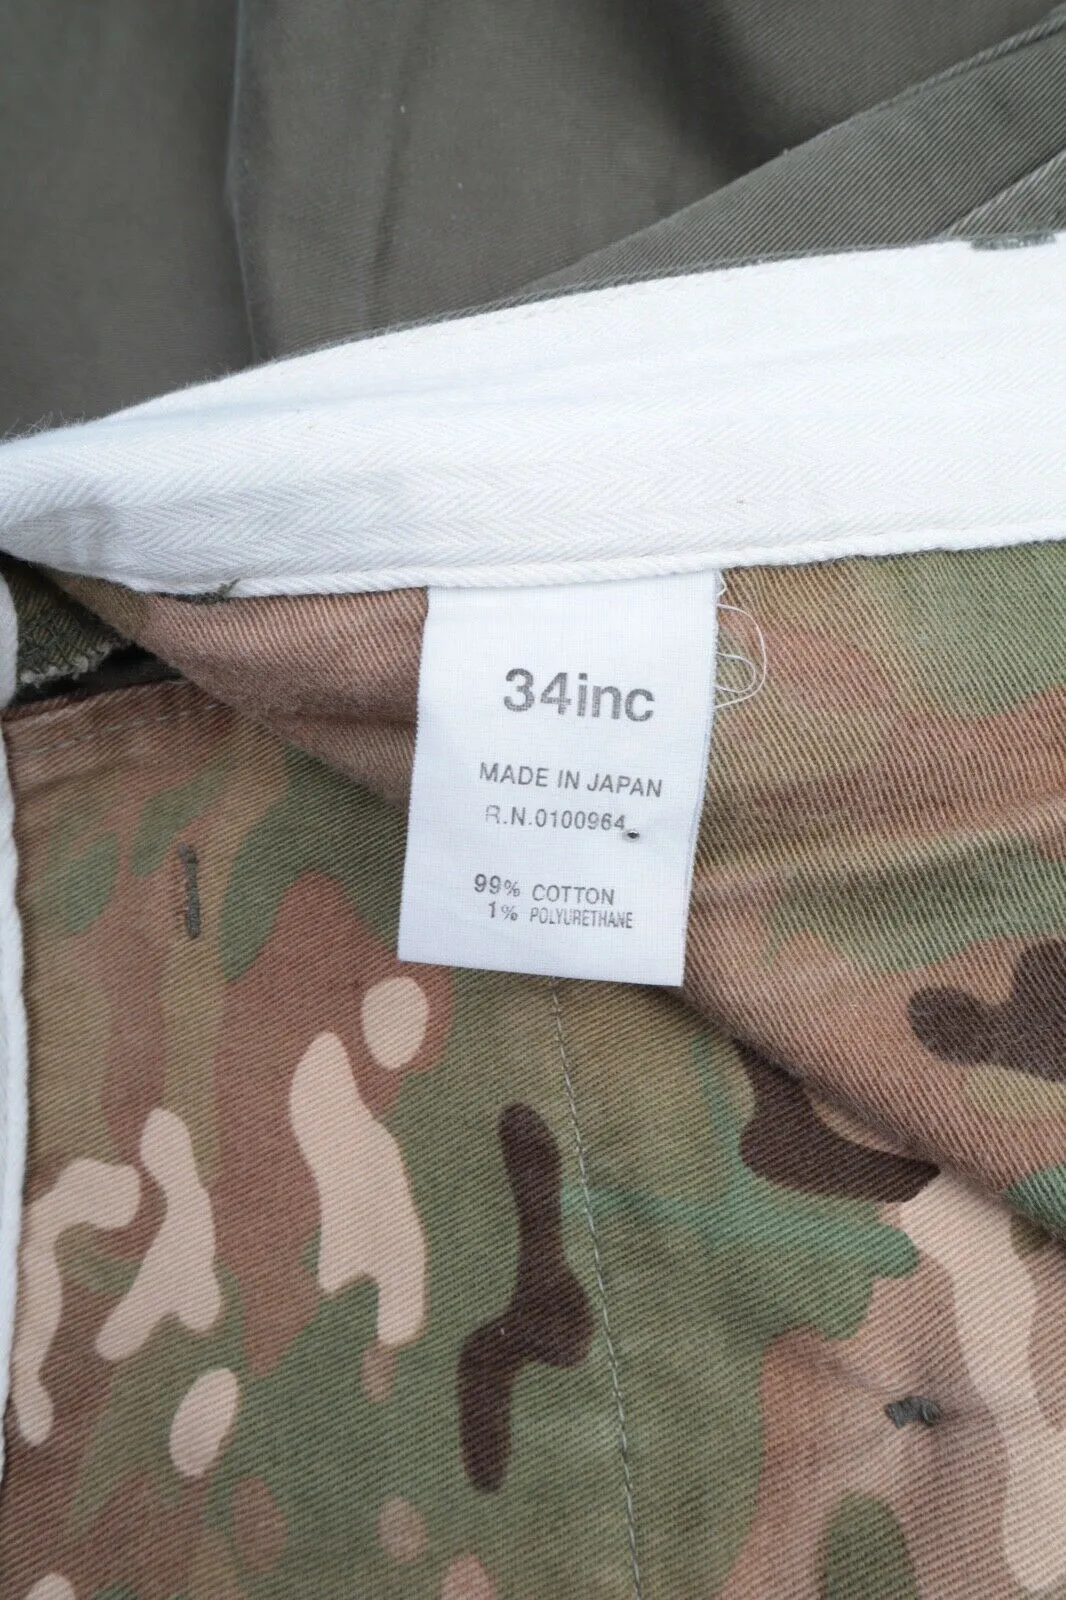 34inc
MADE IN JAPAN
R.N.0100964
99% COTTON
1% POLYURETHANE